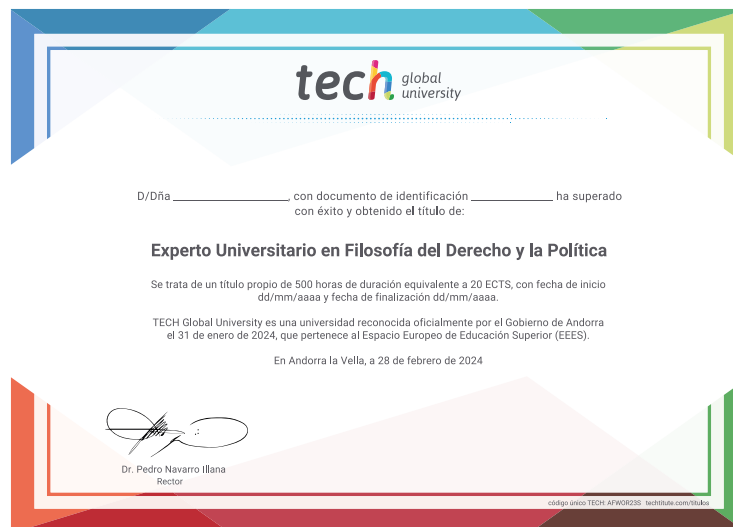 tech global university
D/Dña ________________, con documento de identificación ____________ ha superado
con éxito y obtenido el título de:
Experto Universitario en Filosofía del Derecho y la Política
Se trata de un título propio de 500 horas de duración equivalente a 20 ECTS, con fecha de inicio
dd/mm/aaaa y fecha de finalización dd/mm/aaaa.
TECH Global University es una universidad reconocida oficialmente por el Gobierno de Andorra
el 31 de enero de 2024, que pertenece al Espacio Europeo de Educación Superior (EEES).
En Andorra la Vella, a 28 de febrero de 2024
Dr. Pedro Navarro Illana
Rector
código único TECH: AFWOR23S techtitute.com/titulos